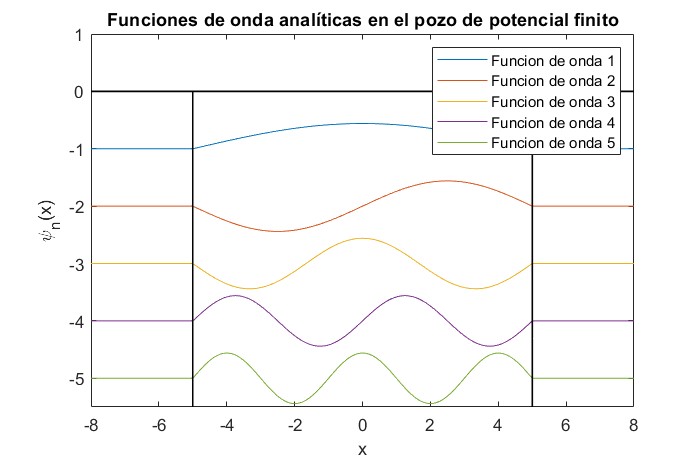 Funciones de onda analíticas en el pozo de potencial finito
Funcion de onda 1
Funcion de onda 2
Funcion de onda 3
Funcion de onda 4
Funcion de onda 5
1
0
-1
-2
-3
-4
-5
ψn(x)
-8 -6 -4 -2 0 2 4 6 8
x